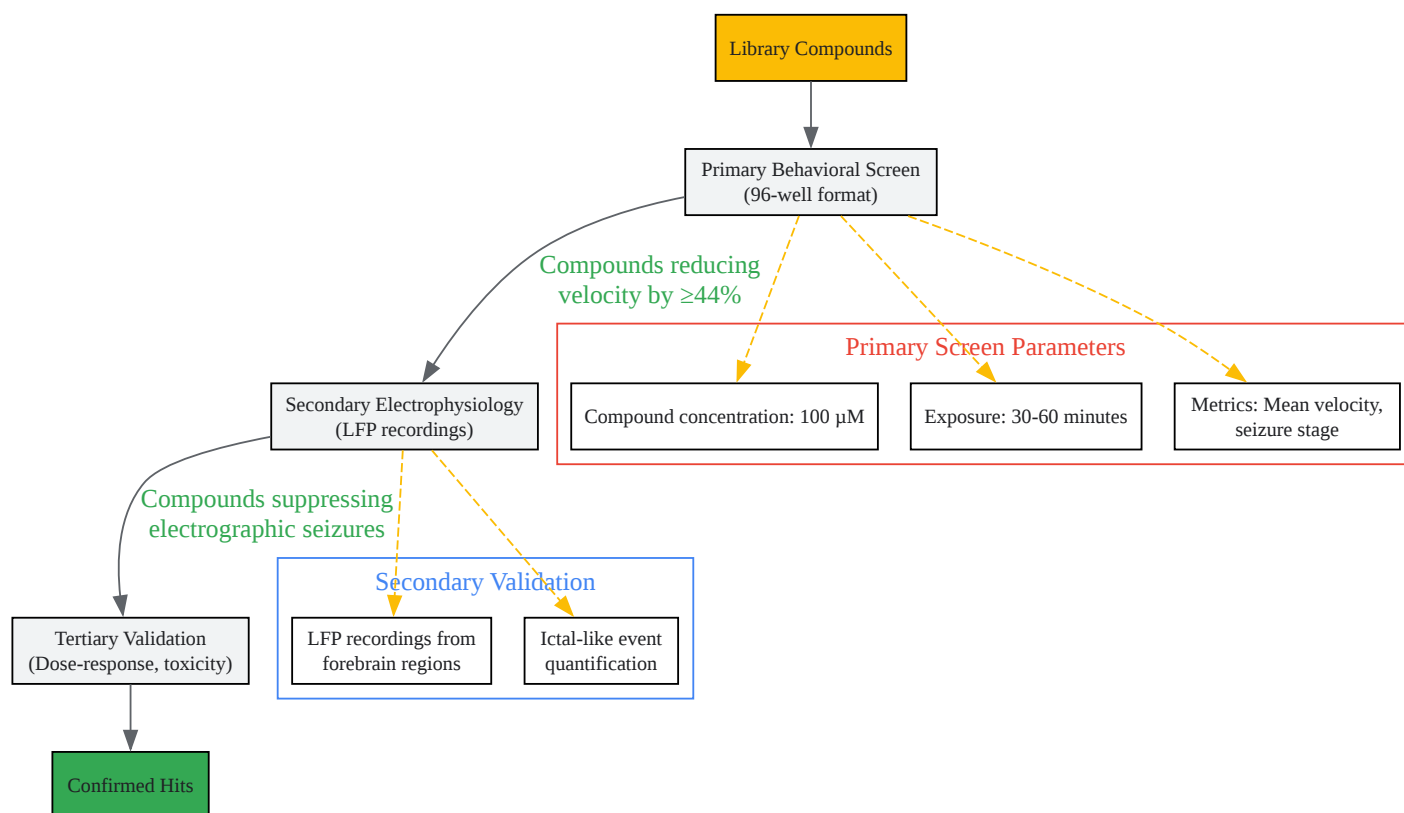 Library Compounds
Primary Behavioral Screen
(96-well format)
Compounds reducing
velocity by ≥44%
Primary Screen Parameters
Secondary Electrophysiology
(LFP recordings)
Compound concentration: 100 µM
Exposure: 30-60 minutes
Metrics: Mean velocity,
seizure stage
Compounds suppressing
electrographic seizures
Secondary Validation
Tertiary Validation
(Dose-response, toxicity)
LFP recordings from
forebrain regions
Ictal-like event
quantification
Confirmed Hits